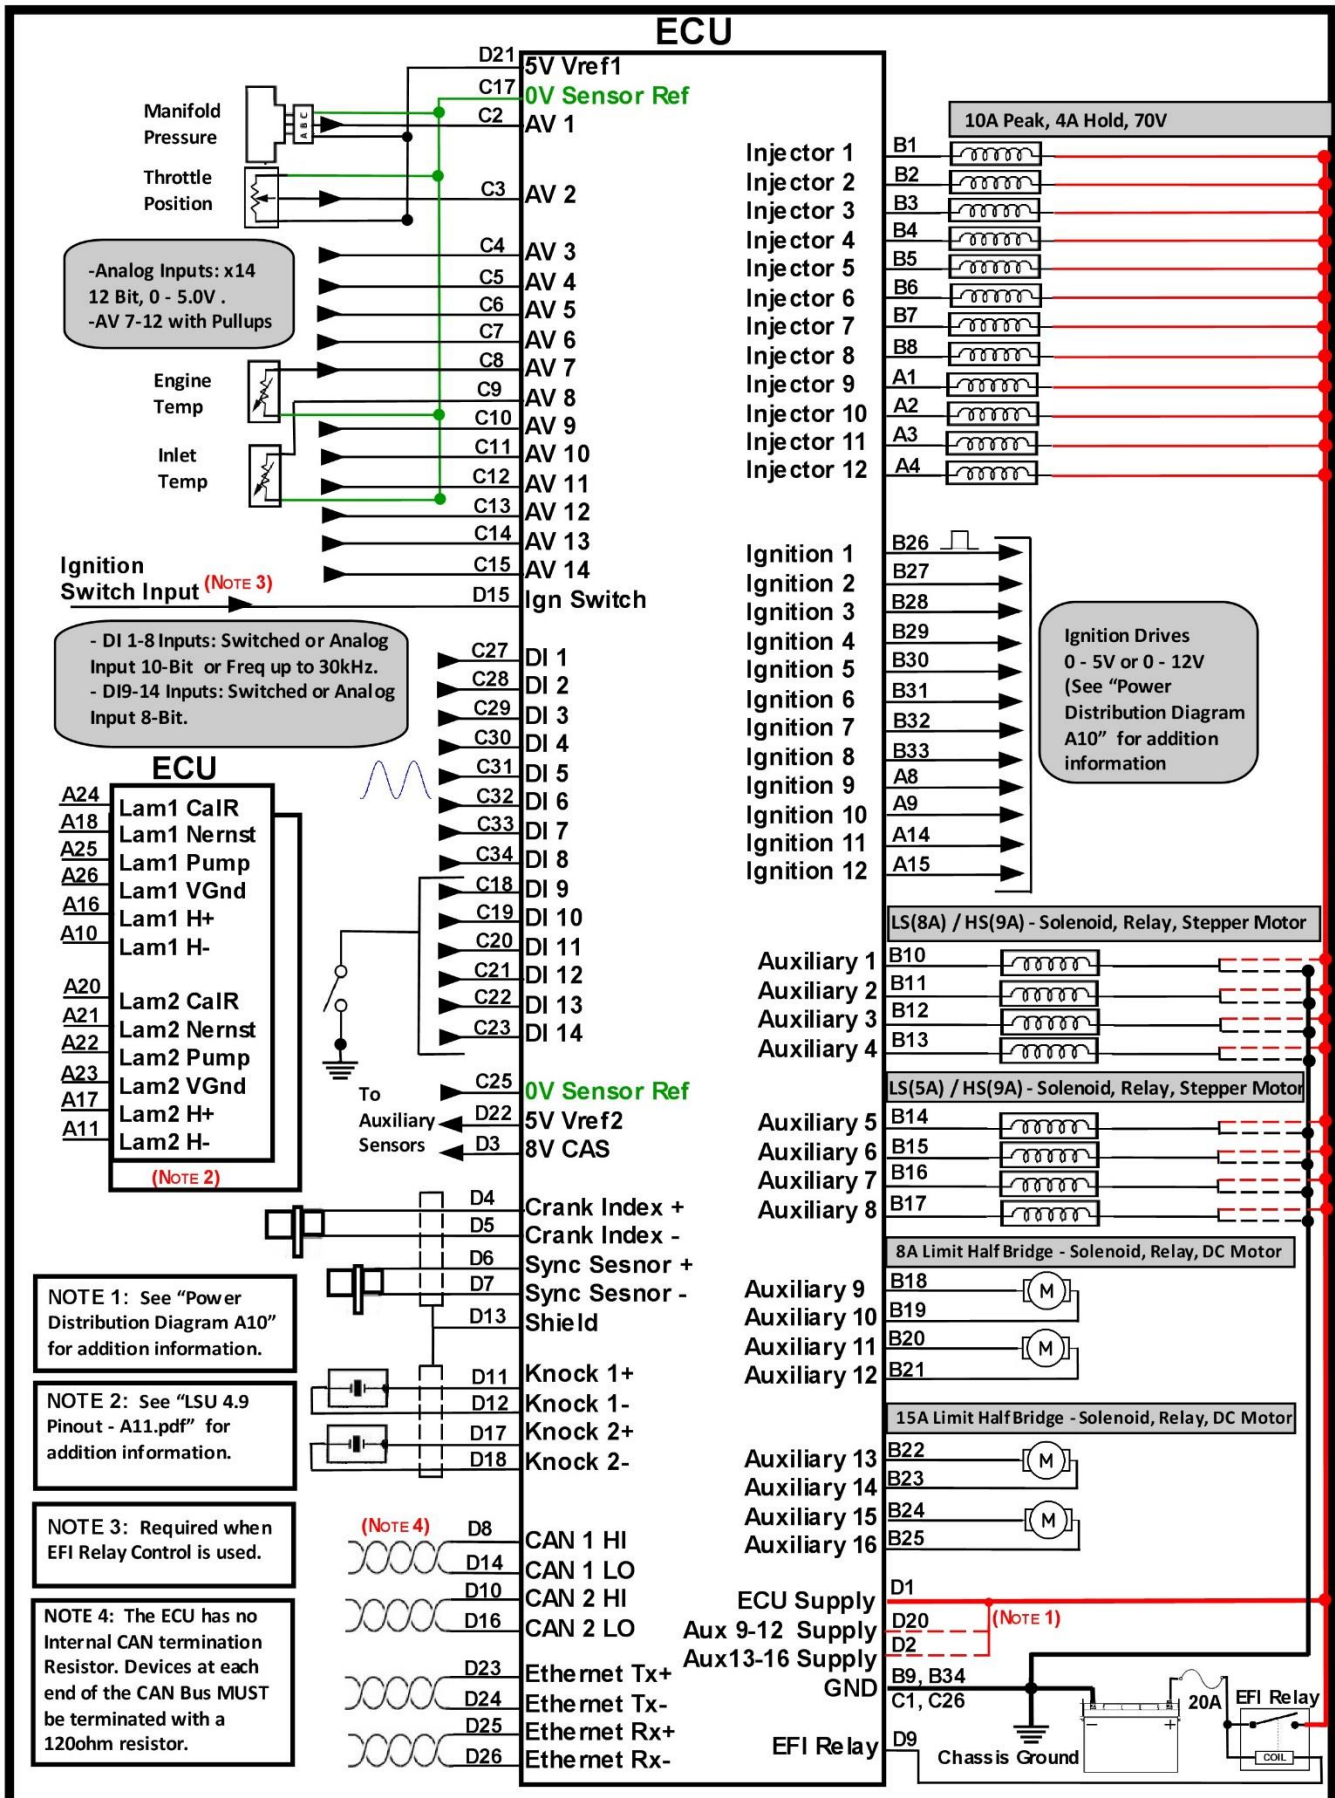 ECU
D21
5V Vref1
C17
0V Sensor Ref
C2
AV 1
Manifold
Pressure
A B C
Throttle
Position
C3
AV 2
C4
AV 3
C5
AV 4
C6
AV 5
C7
AV 6
C8
AV 7
C9
AV 8
C10
AV 9
C11
AV 10
C12
AV 11
C13
AV 12
C14
AV 13
C15
AV 14
-Analog Inputs: x14
12 Bit, 0 - 5.0V .
-AV 7-12 with Pullups
Engine
Temp
Inlet
Temp
Ignition
Switch Input (NOTE 3)
D15
Ign Switch
- DI 1-8 Inputs: Switched or Analog
Input 10-Bit or Freq up to 30kHz.
- DI9-14 Inputs: Switched or Analog
Input 8-Bit.
C27
DI 1
C28
DI 2
C29
DI 3
C30
DI 4
C31
DI 5
C32
DI 6
C33
DI 7
C34
DI 8
C18
DI 9
C19
DI 10
C20
DI 11
C21
DI 12
C22
DI 13
C23
DI 14
ECU
A24
Lam1 CalR
A18
Lam1 Nernst
A25
Lam1 Pump
A26
Lam1 VGnd
A16
Lam1 H+
A10
Lam1 H-
A20
Lam2 CalR
A21
Lam2 Nernst
A22
Lam2 Pump
A23
Lam2 VGnd
A17
Lam2 H+
A11
Lam2 H-
(NOTE 2)
To
Auxiliary
Sensors
C25
0V Sensor Ref
D22
5V Vref2
D3
8V CAS
D4
Crank Index +
D5
Crank Index -
D6
Sync Sesnor +
D7
Sync Sesnor -
D13
Shield
D11
Knock 1+
D12
Knock 1-
D17
Knock 2+
D18
Knock 2-
(NOTE 4)
D8
CAN 1 HI
D14
CAN 1 LO
D10
CAN 2 HI
D16
CAN 2 LO
D23
Ethernet Tx+
D24
Ethernet Tx-
D25
Ethernet Rx+
D26
Ethernet Rx-
NOTE 1: See “Power
Distribution Diagram A10”
for addition information.
NOTE 2: See “LSU 4.9
Pinout - A11.pdf” for
addition information.
NOTE 3: Required when
EFI Relay Control is used.
NOTE 4: The ECU has no
Internal CAN termination
Resistor. Devices at each
end of the CAN Bus MUST
be terminated with a
120ohm resistor.
10A Peak, 4A Hold, 70V
Injector 1
B1
Injector 2
B2
Injector 3
B3
Injector 4
B4
Injector 5
B5
Injector 6
B6
Injector 7
B7
Injector 8
B8
Injector 9
A1
Injector 10
A2
Injector 11
A3
Injector 12
A4
Ignition 1
B26
Ignition 2
B27
Ignition 3
B28
Ignition 4
B29
Ignition 5
B30
Ignition 6
B31
Ignition 7
B32
Ignition 8
B33
Ignition 9
A8
Ignition 10
A9
Ignition 11
A14
Ignition 12
A15
Ignition Drives
0 - 5V or 0 - 12V
(See “Power
Distribution Diagram
A10” for addition
information
LS(8A) / HS(9A) - Solenoid, Relay, Stepper Motor
Auxiliary 1
B10
Auxiliary 2
B11
Auxiliary 3
B12
Auxiliary 4
B13
LS(5A) / HS(9A) - Solenoid, Relay, Stepper Motor
Auxiliary 5
B14
Auxiliary 6
B15
Auxiliary 7
B16
Auxiliary 8
B17
8A Limit Half Bridge - Solenoid, Relay, DC Motor
Auxiliary 9
B18
M
Auxiliary 10
B19
Auxiliary 11
B20
M
Auxiliary 12
B21
15A Limit Half Bridge - Solenoid, Relay, DC Motor
Auxiliary 13
B22
M
Auxiliary 14
B23
Auxiliary 15
B24
M
Auxiliary 16
B25
ECU Supply
D1
Aux 9-12 Supply
D20
(NOTE 1)
Aux13-16 Supply
D2
GND
B9, B34
C1, C26
20A
EFI Relay
COIL
Chassis Ground
- +
EFI Relay
D9